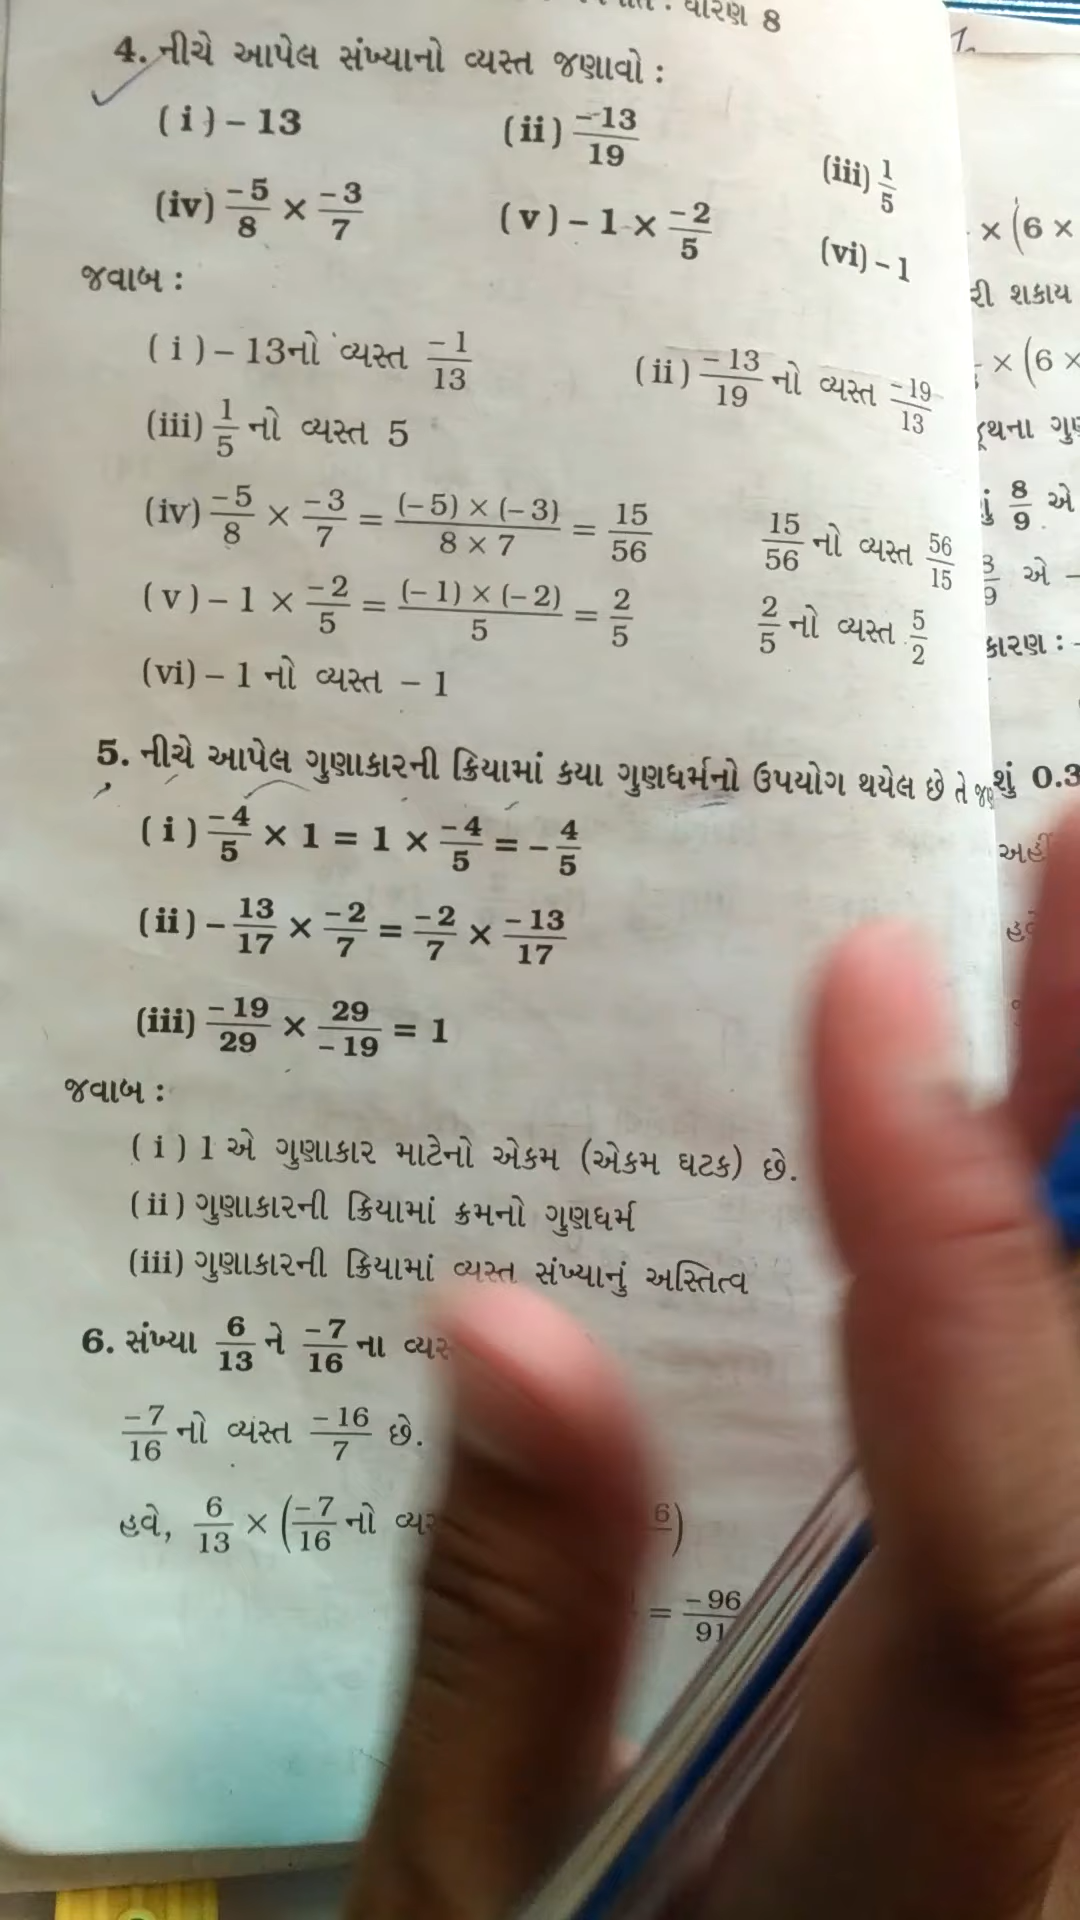 ધોરણ 8
4. નીચે આપેલ સંખ્યાનો વ્યસ્ત જણાવો :
(i) – 13 (ii) -13/19 (iii) 1/5
(iv) -5/8 × -3/7 (v) – 1 × -2/5 (vi) – 1
જવાબ :
(i) – 13નો વ્યસ્ત -1/13 (ii) -13/19 નો વ્યસ્ત -19/13
(iii) 1/5 નો વ્યસ્ત 5
(iv) -5/8 × -3/7 = (-5) × (-3)/8 × 7 = 15/56 15/56 નો વ્યસ્ત 56/15
(v) – 1 × -2/5 = (-1) × (-2)/5 = 2/5 2/5 નો વ્યસ્ત 5/2
(vi) – 1 નો વ્યસ્ત – 1
5. નીચે આપેલ ગુણાકારની ક્રિયામાં કયા ગુણધર્મનો ઉપયોગ થયેલ છે તે
(i) -4/5 × 1 = 1 × -4/5 = – 4/5
(ii) – 13/17 × -2/7 = -2/7 × -13/17
(iii) -19/29 × 29/-19 = 1
જવાબ :
(i) 1 એ ગુણાકાર માટેનો એકમ (એકમ ઘટક) છે.
(ii) ગુણાકારની ક્રિયામાં ક્રમનો ગુણધર્મ
(iii) ગુણાકારની ક્રિયામાં વ્યસ્ત સંખ્યાનું અસ્તિત્વ
6. સંખ્યા 6/13 ને -7/16 ના
-7/16 નો વ્યસ્ત -16/7 છે.
હવે, 6/13 × (-7/16 નો
= -96/91
× (6 ×
રી શકાય
× (6 ×
8/9 એ
3/9 એ –
કારણ :
શું 0.3